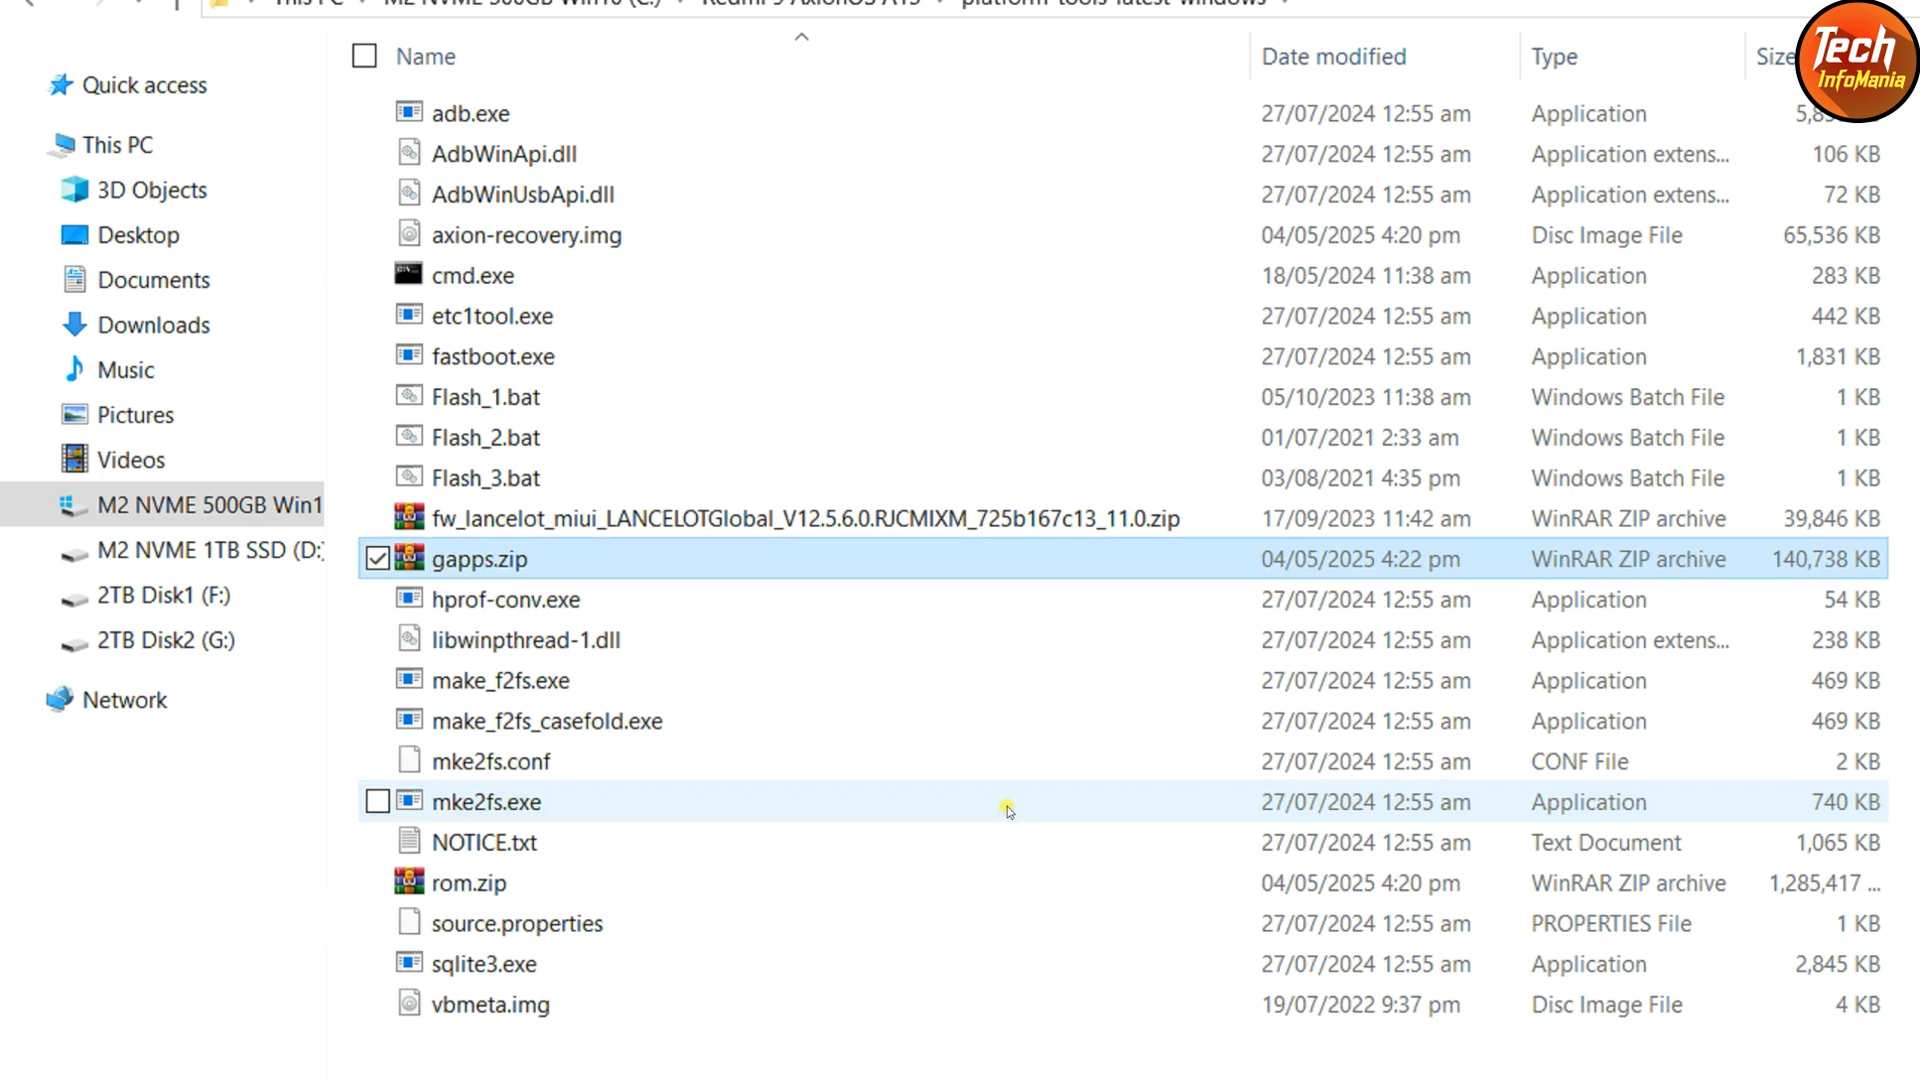 This PC M2 NVME 500GB Win10 (C:) Redmi 9 AxionOS A15 platform-tools-latest-windows
Name Date modified Type Size
Tech
InfoMania
Quick access
This PC
3D Objects
Desktop
Documents
Downloads
Music
Pictures
Videos
M2 NVME 500GB Win1
M2 NVME 1TB SSD (D:)
2TB Disk1 (F:)
2TB Disk2 (G:)
Network
adb.exe 27/07/2024 12:55 am Application
AdbWinApi.dll 27/07/2024 12:55 am Application extens... 106 KB
AdbWinUsbApi.dll 27/07/2024 12:55 am Application extens... 72 KB
axion-recovery.img 04/05/2025 4:20 pm Disc Image File 65,536 KB
cmd.exe 18/05/2024 11:38 am Application 283 KB
etc1tool.exe 27/07/2024 12:55 am Application 442 KB
fastboot.exe 27/07/2024 12:55 am Application 1,831 KB
Flash_1.bat 05/10/2023 11:38 am Windows Batch File 1 KB
Flash_2.bat 01/07/2021 2:33 am Windows Batch File 1 KB
Flash_3.bat 03/08/2021 4:35 pm Windows Batch File 1 KB
fw_lancelot_miui_LANCELOTGlobal_V12.5.6.0.RJCMIXM_725b167c13_11.0.zip 17/09/2023 11:42 am WinRAR ZIP archive 39,846 KB
gapps.zip 04/05/2025 4:22 pm WinRAR ZIP archive 140,738 KB
hprof-conv.exe 27/07/2024 12:55 am Application 54 KB
libwinpthread-1.dll 27/07/2024 12:55 am Application extens... 238 KB
make_f2fs.exe 27/07/2024 12:55 am Application 469 KB
make_f2fs_casefold.exe 27/07/2024 12:55 am Application 469 KB
mke2fs.conf 27/07/2024 12:55 am CONF File 2 KB
mke2fs.exe 27/07/2024 12:55 am Application 740 KB
NOTICE.txt 27/07/2024 12:55 am Text Document 1,065 KB
rom.zip 04/05/2025 4:20 pm WinRAR ZIP archive 1,285,417 ...
source.properties 27/07/2024 12:55 am PROPERTIES File 1 KB
sqlite3.exe 27/07/2024 12:55 am Application 2,845 KB
vbmeta.img 19/07/2022 9:37 pm Disc Image File 4 KB